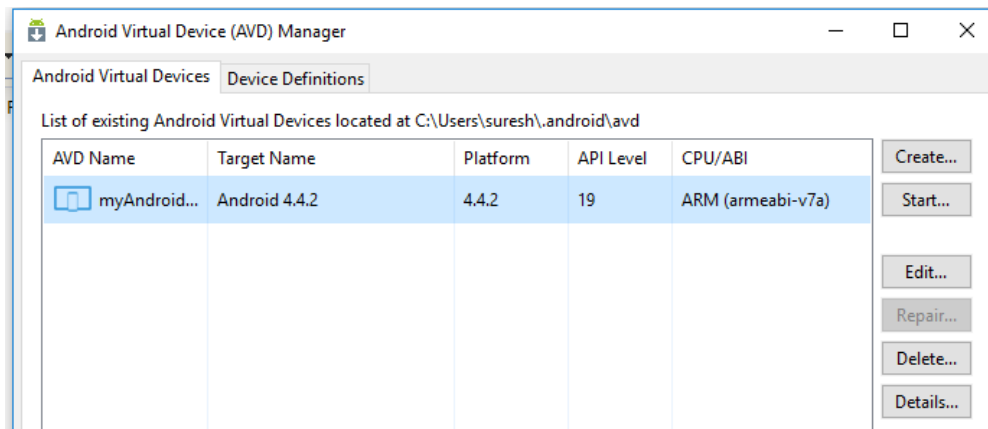 Android Virtual Device (AVD) Manager
Android Virtual Devices Device Definitions
List of existing Android Virtual Devices located at C:\Users\suresh\.android\avd
AVD Name Target Name Platform API Level CPU/ABI Create...
myAndroid... Android 4.4.2 4.4.2 19 ARM (armeabi-v7a) Start...
Edit...
Repair...
Delete...
Details...